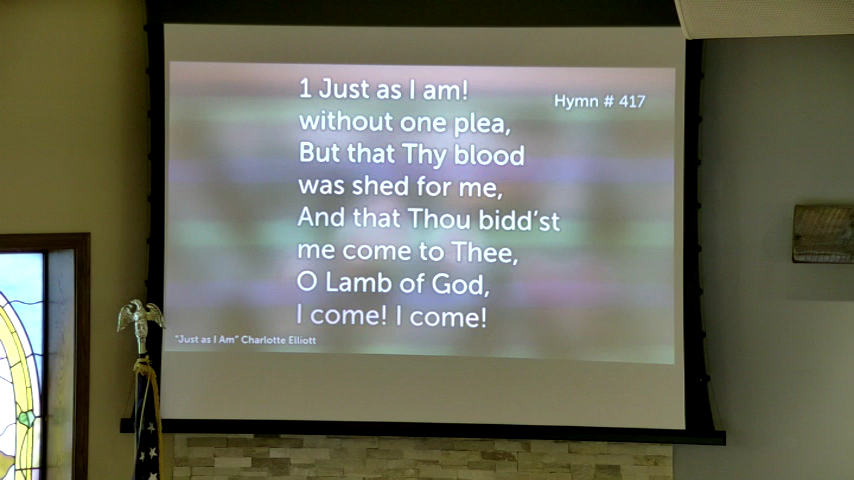 1 Just as I am!
Hymn # 417
without one plea,
But that Thy blood
was shed for me,
And that Thou bidd'st
me come to Thee,
O Lamb of God,
I come! I come!
"Just as I Am" Charlotte Elliott